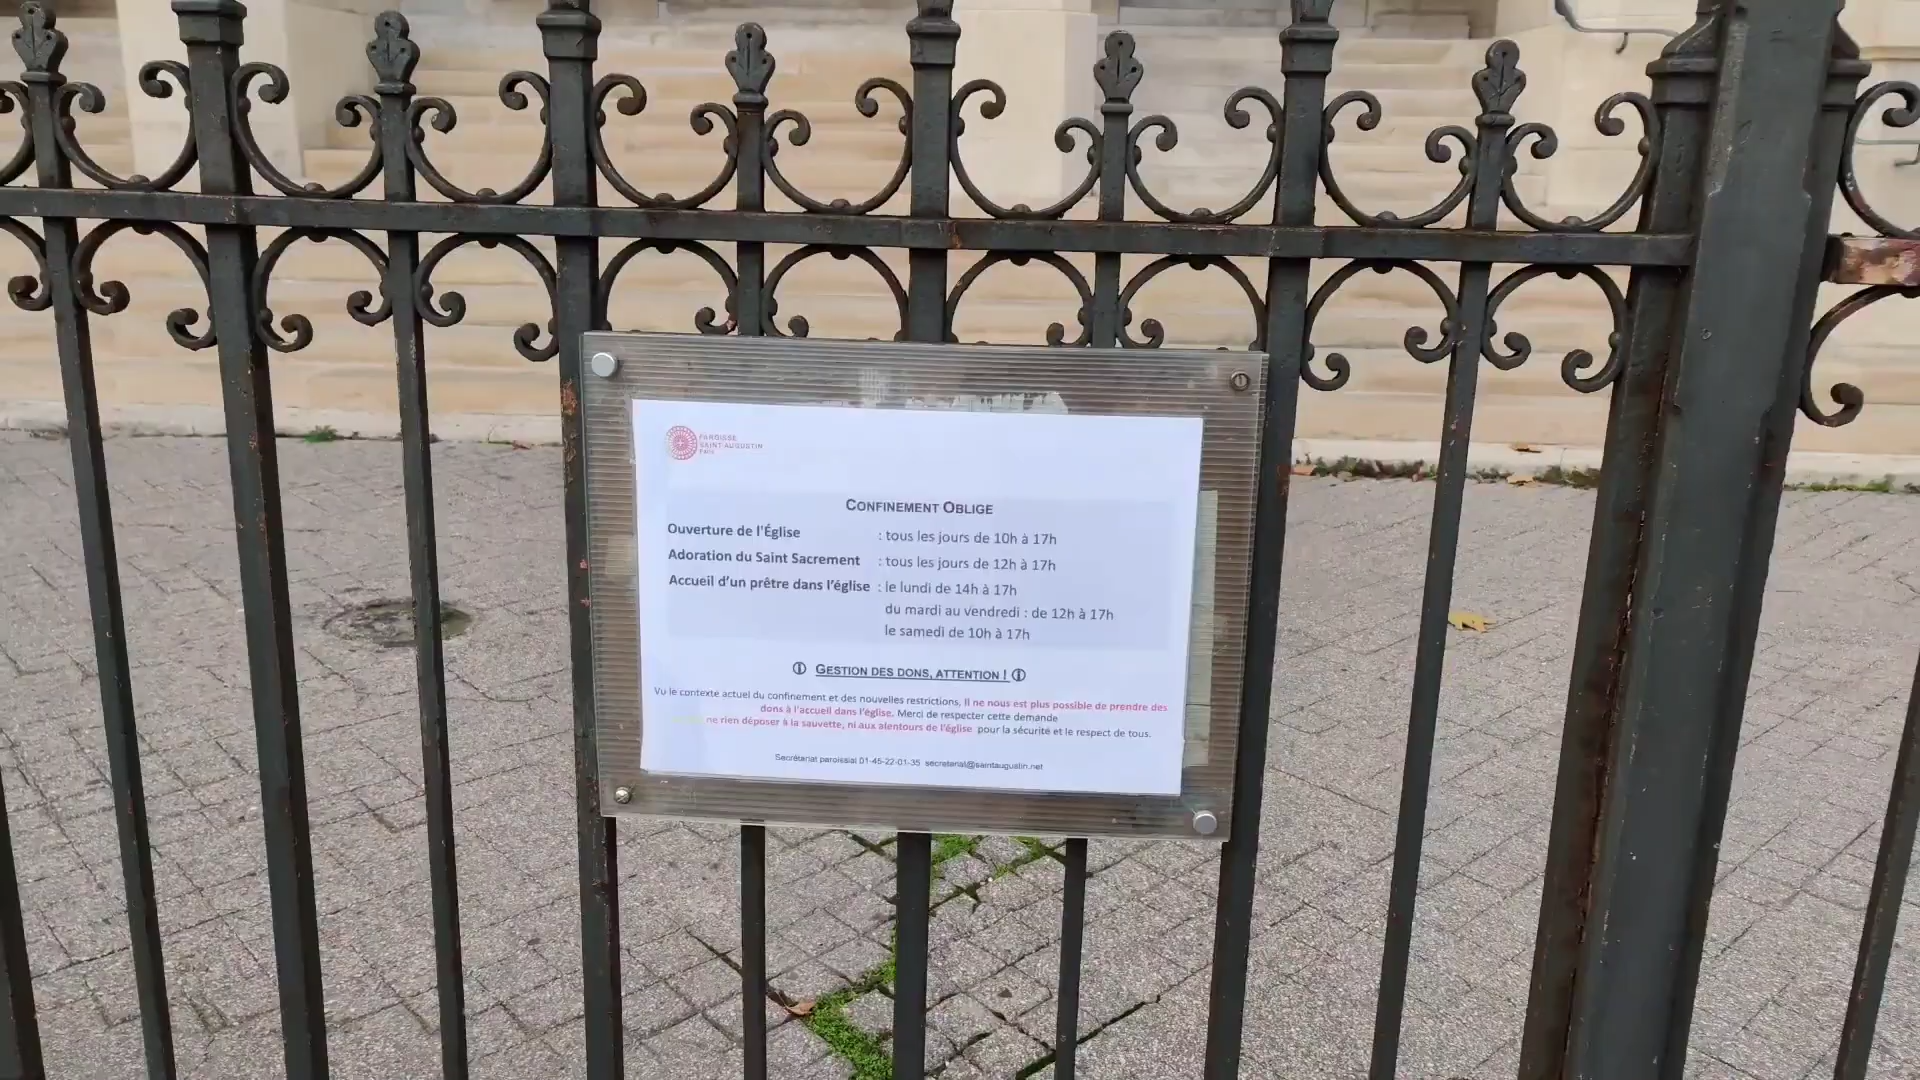 PAROISSE
SAINT-AUGUSTIN
PARIS
CONFINEMENT OBLIGE
Ouverture de l'Église : tous les jours de 10h à 17h
Adoration du Saint Sacrement : tous les jours de 12h à 17h
Accueil d'un prêtre dans l'église : le lundi de 14h à 17h
du mardi au vendredi : de 12h à 17h
le samedi de 10h à 17h
GESTION DES DONS, ATTENTION !
Vu le contexte actuel du confinement et des nouvelles restrictions, il ne nous est plus possible de prendre des
dons à l'accueil dans l'église. Merci de respecter cette demande
ne rien déposer à la sauvette, ni aux alentours de l'église pour la sécurité et le respect de tous.
Secrétariat paroissial 01-45-22-01-35 secretariat@saintaugustin.net